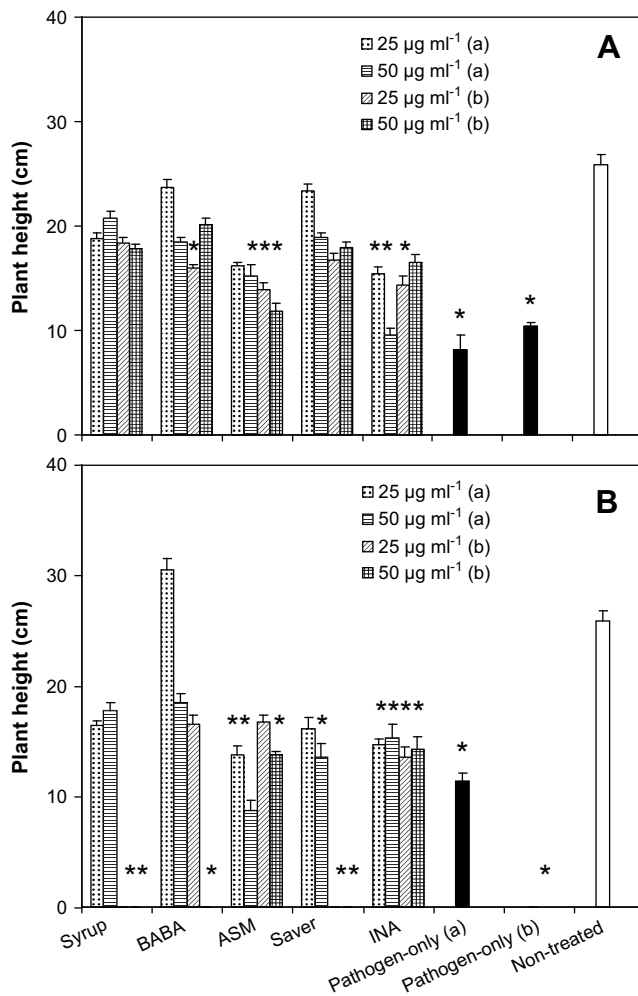 A
25 µg ml⁻¹ (a)
50 µg ml⁻¹ (a)
25 µg ml⁻¹ (b)
50 µg ml⁻¹ (b)
Plant height (cm)
40
30
20
10
0
*
***
** *
*
*
B
25 µg ml⁻¹ (a)
50 µg ml⁻¹ (a)
25 µg ml⁻¹ (b)
50 µg ml⁻¹ (b)
Plant height (cm)
40
30
20
10
0
**
*
** *
*
**
****
*
*
Syrup
BABA
ASM
Saver
INA
Pathogen-only (a)
Pathogen-only (b)
Non-treated